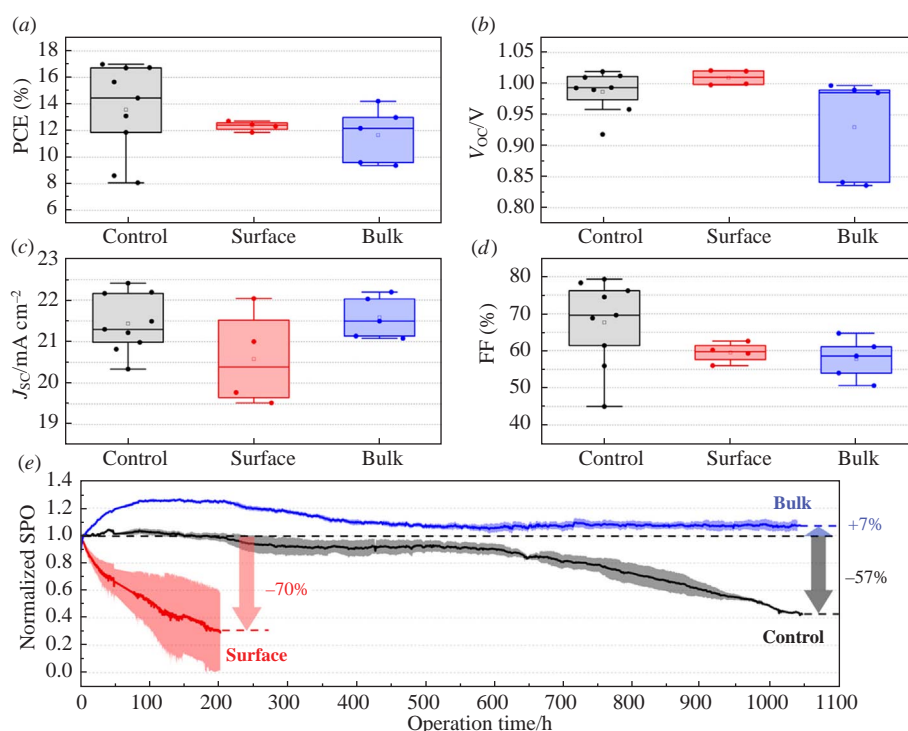 (a)
PCE (%)
18
16
14
12
10
8
6
Control Surface Bulk
(b)
V_OC/V
1.05
1.00
0.95
0.90
0.85
0.80
Control Surface Bulk
(c)
J_SC/mA cm⁻²
23
22
21
20
19
Control Surface Bulk
(d)
FF (%)
80
70
60
50
40
Control Surface Bulk
(e)
Normalized SPO
1.4
1.2
1.0
0.8
0.6
0.4
0.2
0.0
Bulk
+7%
–70%
–57%
Surface
Control
0 100 200 300 400 500 600 700 800 900 1000 1100
Operation time/h